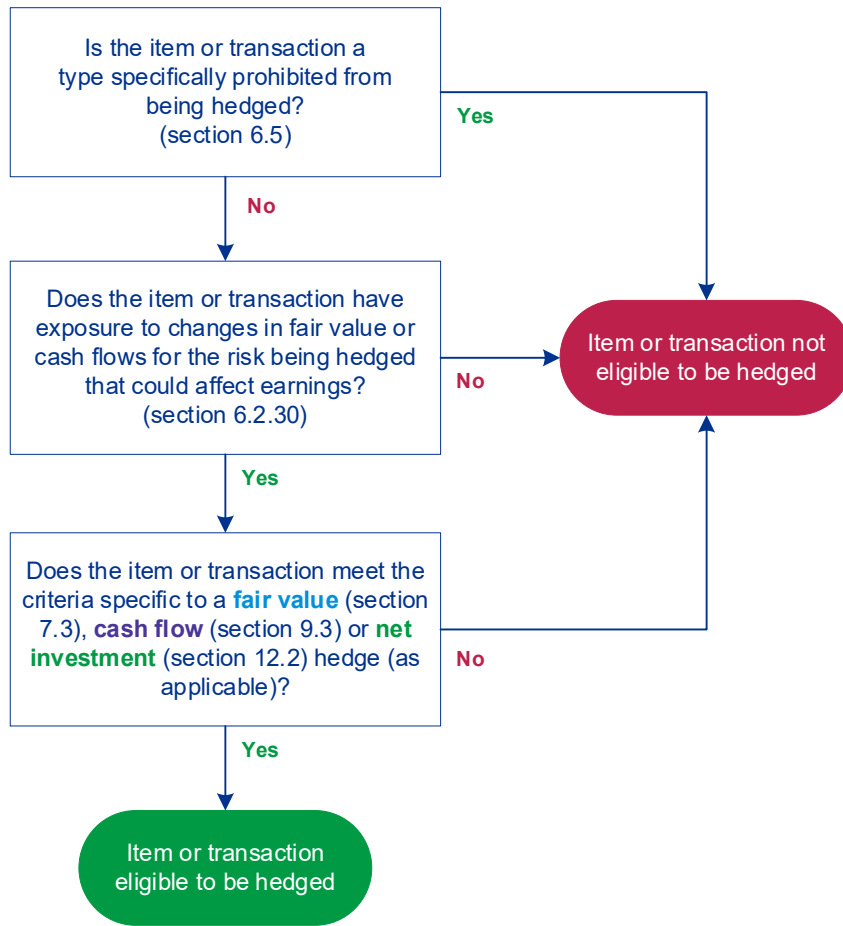 Is the item or transaction a
type specifically prohibited from
being hedged?
(section 6.5)
Yes
No
Does the item or transaction have
exposure to changes in fair value or
cash flows for the risk being hedged
that could affect earnings?
(section 6.2.30)
No
Item or transaction not
eligible to be hedged
Yes
Does the item or transaction meet the
criteria specific to a fair value (section
7.3), cash flow (section 9.3) or net
investment (section 12.2) hedge (as
applicable)?
No
Yes
Item or transaction
eligible to be hedged